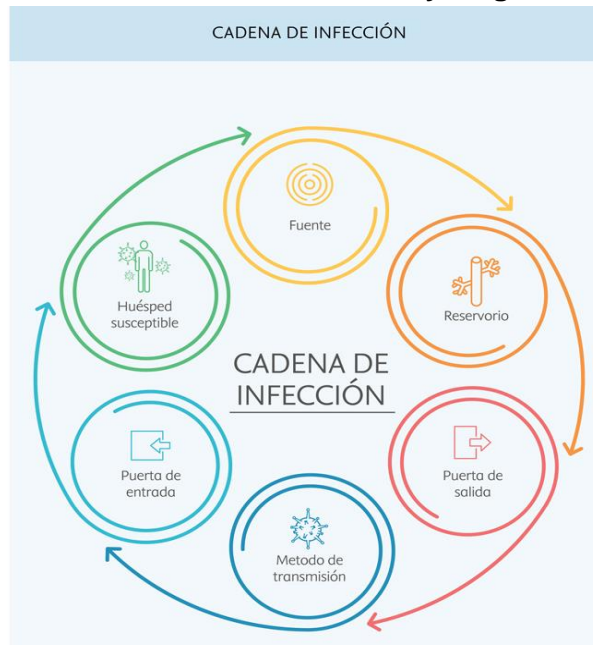 CADENA DE INFECCIÓN
Fuente
Reservorio
Puerta de
salida
Metodo de
transmisión
Puerta de
entrada
Huésped
susceptible
CADENA DE
INFECCIÓN